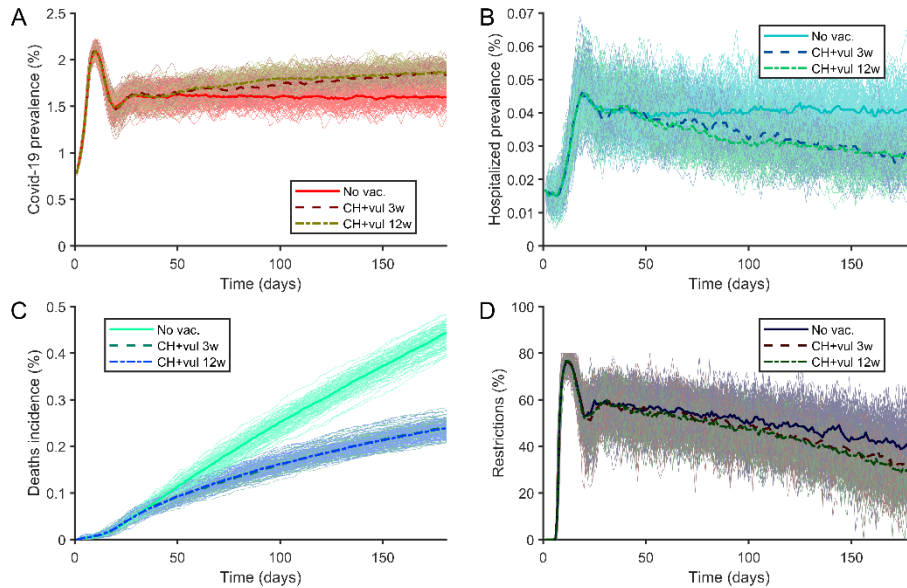 A
Covid-19 prevalence (%)
2.5
2
1.5
1
0.5
0
0 50 100 150
Time (days)
No vac.
CH+vul 3w
CH+vul 12w
B
Hospitalized prevalence (%)
0.07
0.06
0.05
0.04
0.03
0.02
0.01
0
0 50 100 150
Time (days)
No vac.
CH+vul 3w
CH+vul 12w
C
Deaths incidence (%)
0.5
0.4
0.3
0.2
0.1
0
0 50 100 150
Time (days)
No vac.
CH+vul 3w
CH+vul 12w
D
Restrictions (%)
100
80
60
40
20
0
0 50 100 150
Time (days)
No vac.
CH+vul 3w
CH+vul 12w